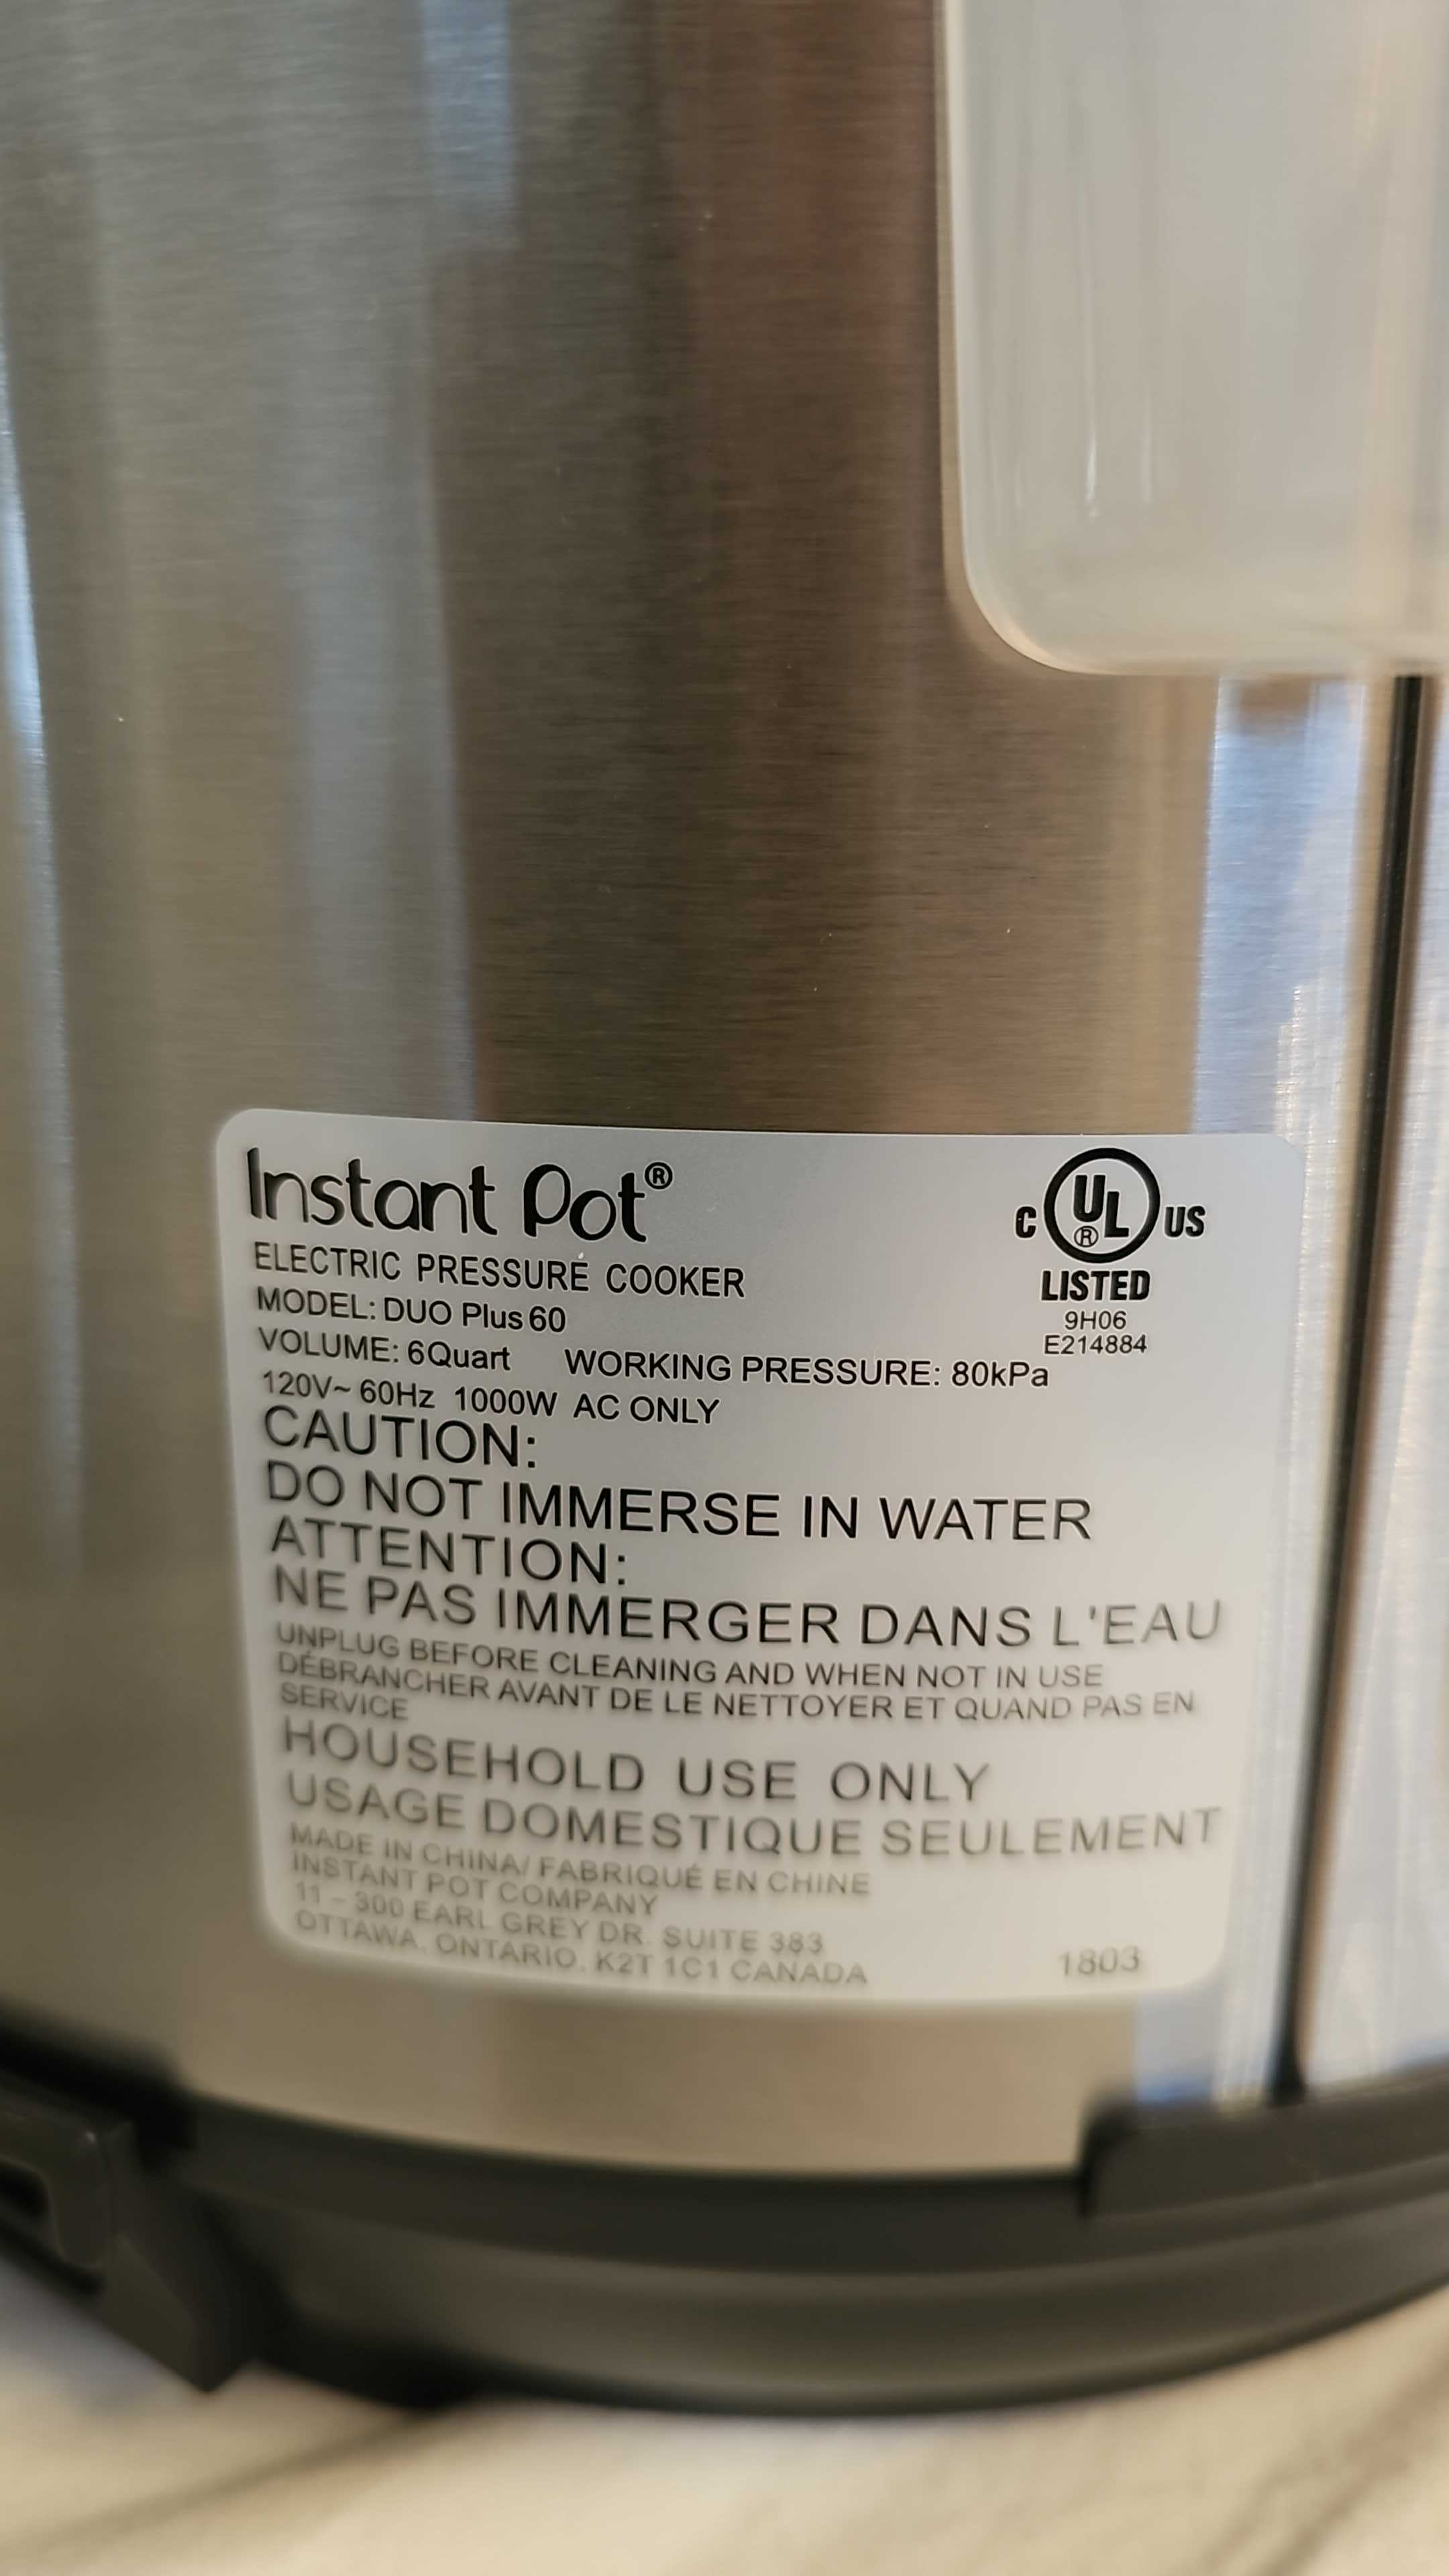 Instant Pot®
ELECTRIC PRESSURE COOKER
MODEL: DUO Plus 60
VOLUME: 6Quart WORKING PRESSURE: 80kPa
120V~ 60Hz 1000W AC ONLY
C UL® US
LISTED
9H06
E214884
CAUTION:
DO NOT IMMERSE IN WATER
ATTENTION:
NE PAS IMMERGER DANS L'EAU
UNPLUG BEFORE CLEANING AND WHEN NOT IN USE
DÉBRANCHER AVANT DE LE NETTOYER ET QUAND PAS EN
SERVICE
HOUSEHOLD USE ONLY
USAGE DOMESTIQUE SEULEMENT
MADE IN CHINA/ FABRIQUÉ EN CHINE
INSTANT POT COMPANY
11 – 300 EARL GREY DR. SUITE 383
OTTAWA, ONTARIO, K2T 1C1 CANADA
1803